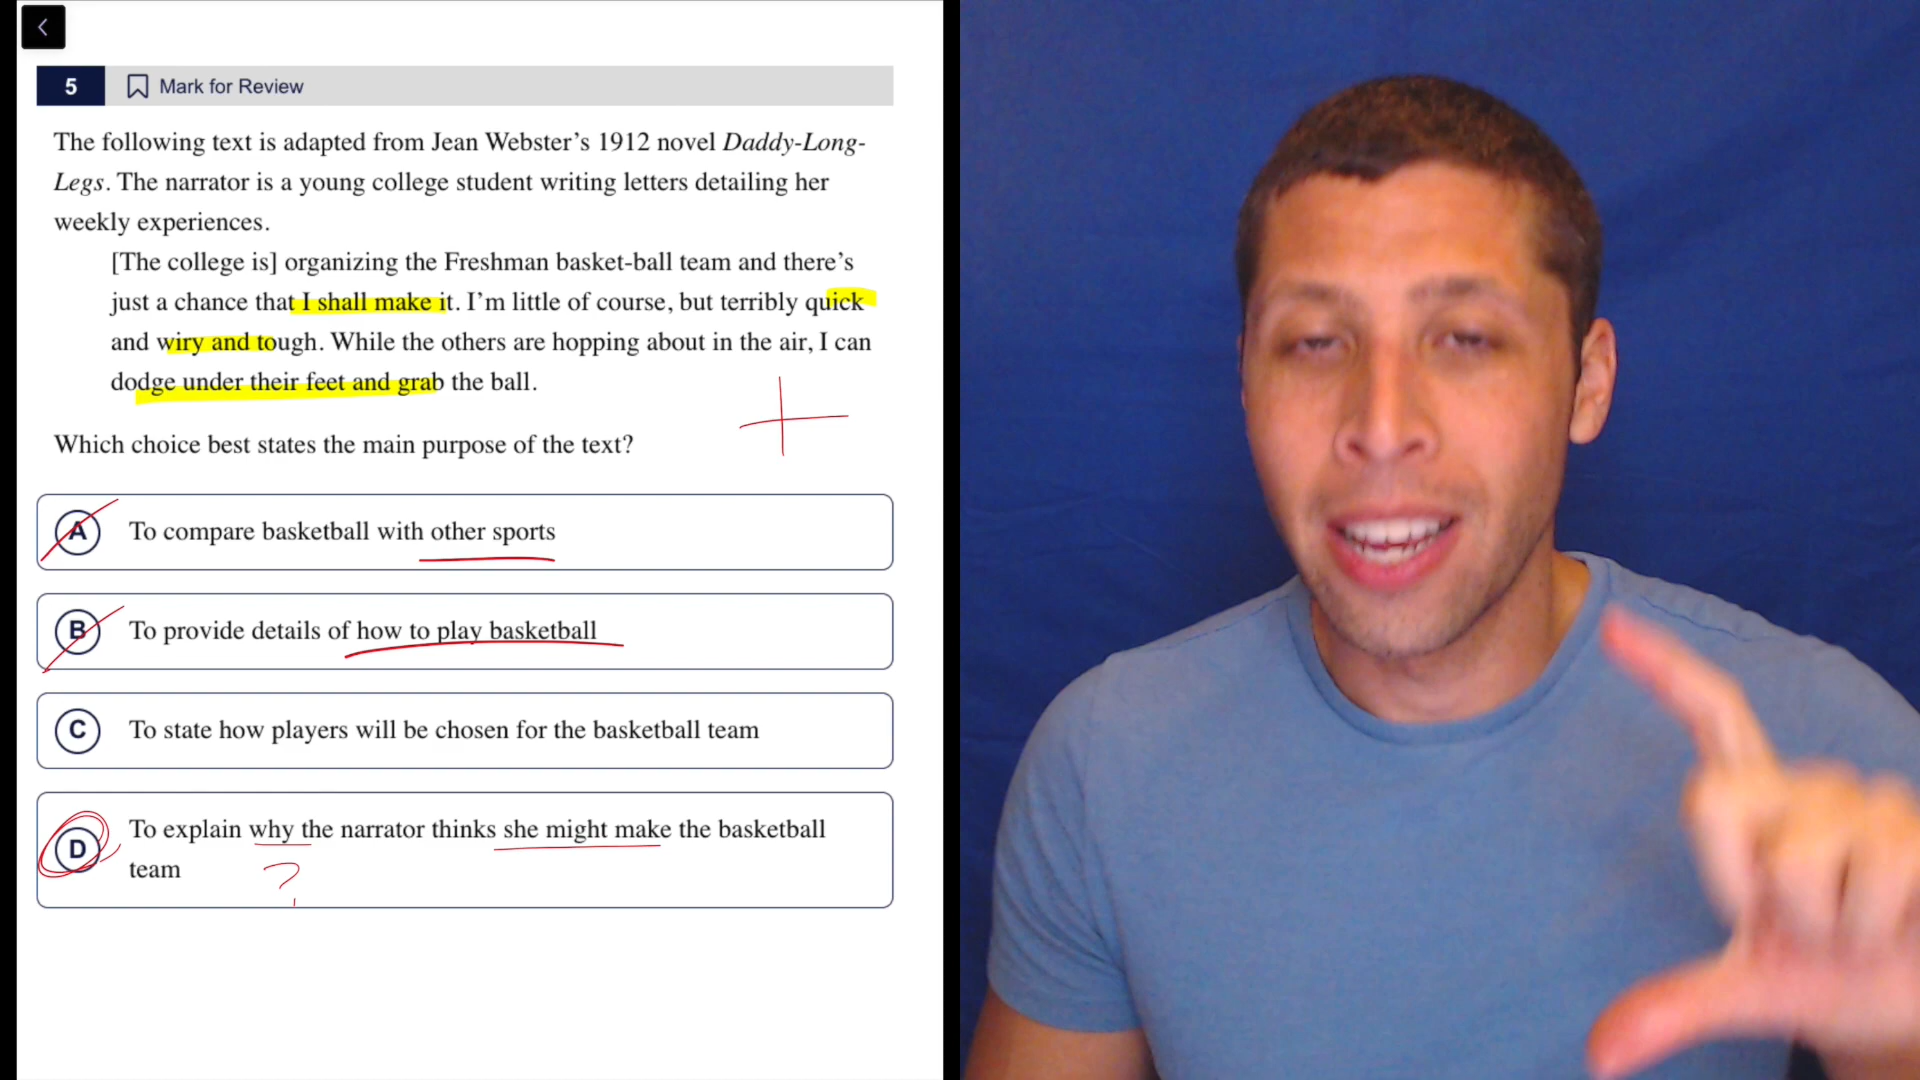 5 Mark for Review
The following text is adapted from Jean Webster’s 1912 novel Daddy-Long-
Legs. The narrator is a young college student writing letters detailing her
weekly experiences.
[The college is] organizing the Freshman basket-ball team and there’s
just a chance that I shall make it. I’m little of course, but terribly quick
and wiry and tough. While the others are hopping about in the air, I can
dodge under their feet and grab the ball.
Which choice best states the main purpose of the text?
A To compare basketball with other sports
B To provide details of how to play basketball
C To state how players will be chosen for the basketball team
D To explain why the narrator thinks she might make the basketball
team
?